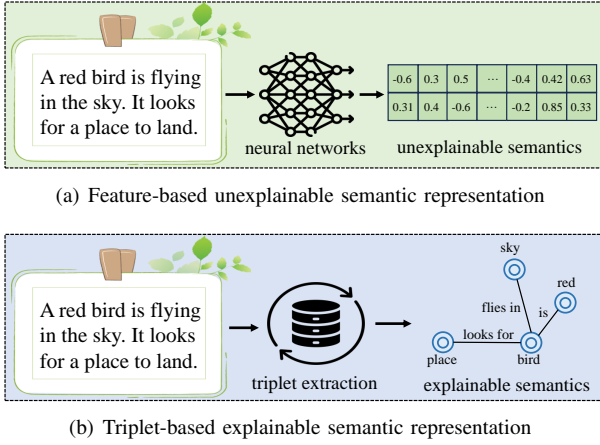 A red bird is flying
in the sky. It looks
for a place to land.
neural networks
-0.6 0.3 0.5 ... -0.4 0.42 0.63
0.31 0.4 -0.6 ... -0.2 0.85 0.33
unexplainable semantics
(a) Feature-based unexplainable semantic representation
A red bird is flying
in the sky. It looks
for a place to land.
triplet extraction
sky
red
flies in
is
looks for
place
bird
explainable semantics
(b) Triplet-based explainable semantic representation